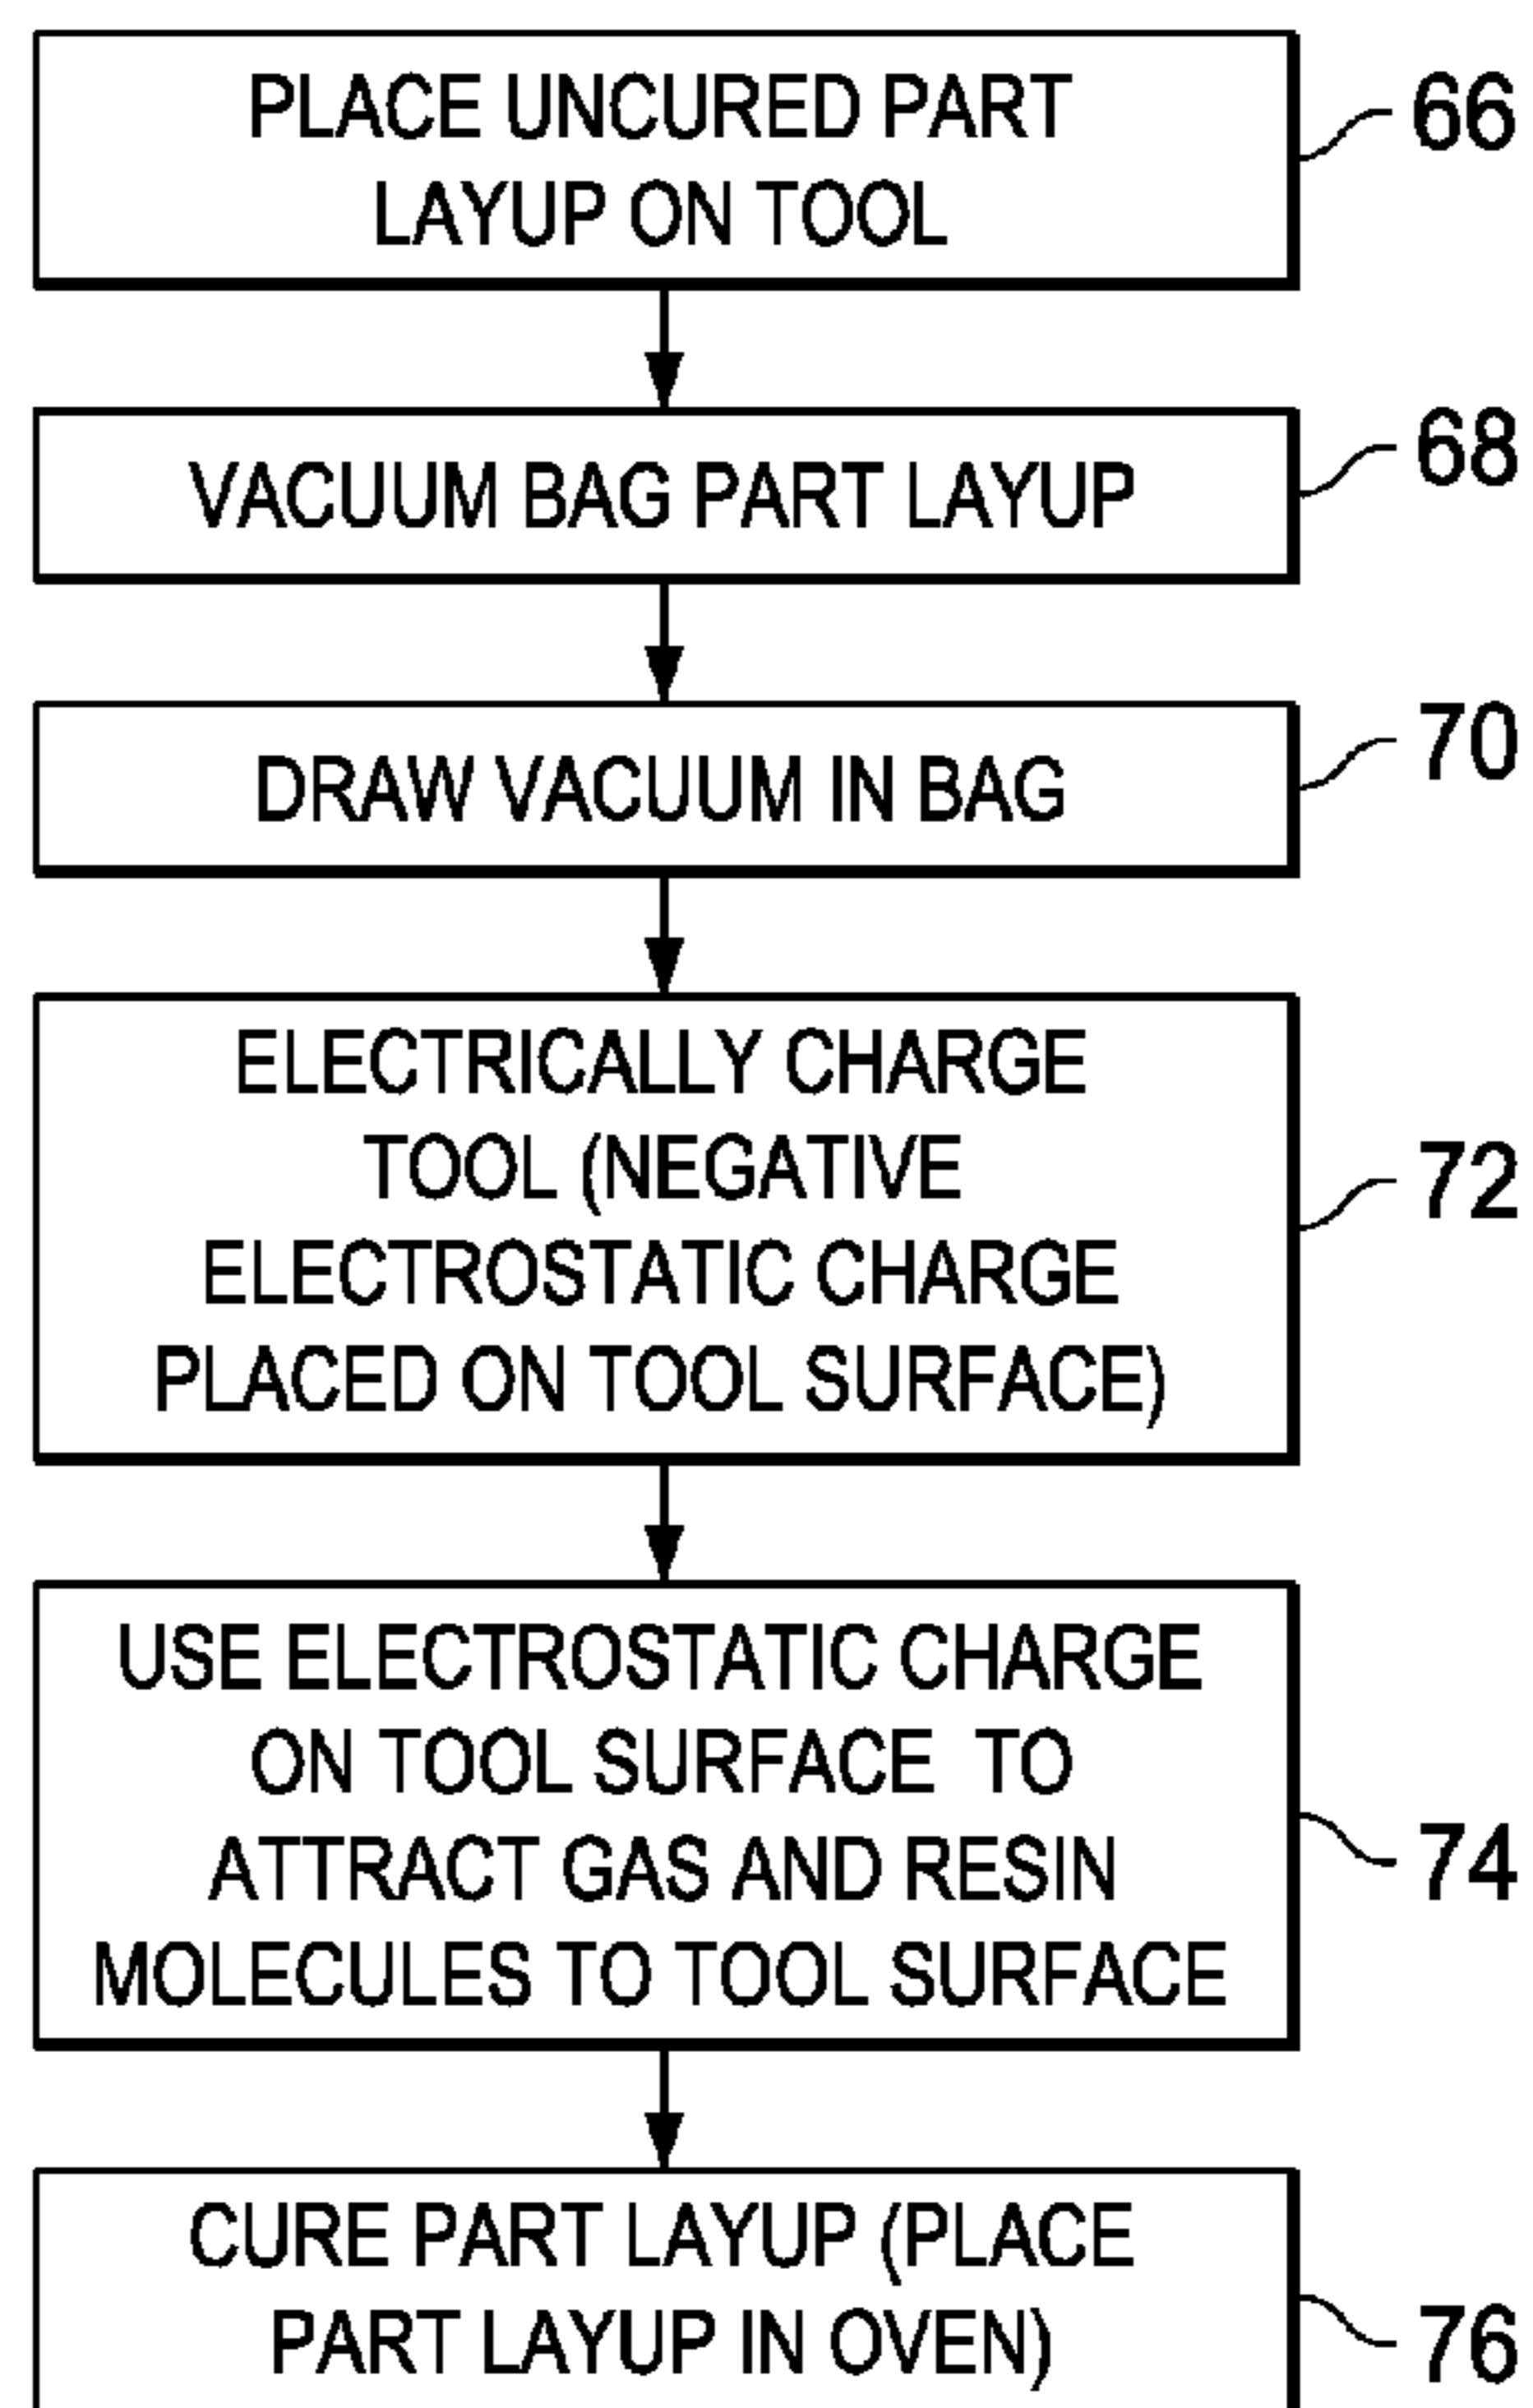 PLACE UNCURED PART
LAYUP ON TOOL
66
VACUUM BAG PART LAYUP
68
DRAW VACUUM IN BAG
70
ELECTRICALLY CHARGE
TOOL (NEGATIVE
ELECTROSTATIC CHARGE
PLACED ON TOOL SURFACE)
72
USE ELECTROSTATIC CHARGE
ON TOOL SURFACE TO
ATTRACT GAS AND RESIN
MOLECULES TO TOOL SURFACE
74
CURE PART LAYUP (PLACE
PART LAYUP IN OVEN)
76